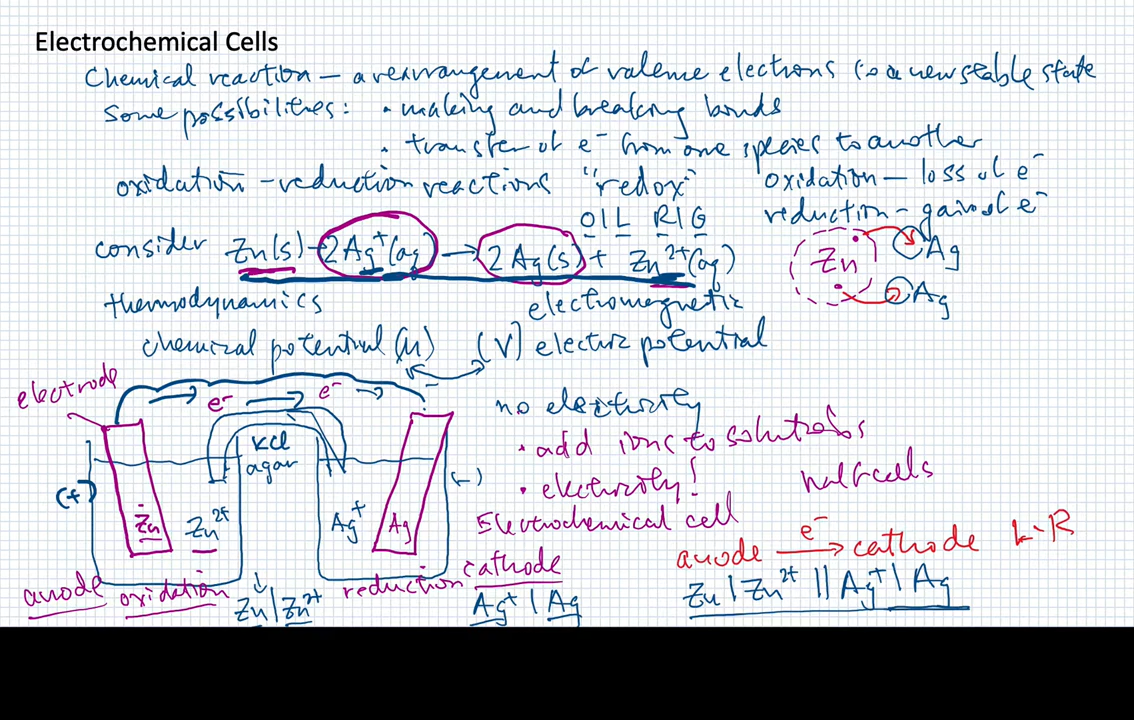 Electrochemical Cells
Chemical reaction – a rearrangement of valence electrons to a new stable state
Some possibilities: • making and breaking bonds
• transfer of e⁻ from one species to another
oxidation – reduction reactions "redox"
oxidation – loss of e⁻
OIL RIG
reduction – gain of e⁻
consider Zn(s) + 2Ag⁺(aq) → 2Ag(s) + Zn²⁺(aq)
Zn Ag
Ag
thermodynamics electromagnetic
chemical potential (μ) (V) electric potential
electrode
e⁻ e⁻
no electricity
• add ions to solutions
KCl
agar
(+) (-)
• electricity!
half cells
Zn Zn²⁺ Ag⁺ Ag
Electrochemical cell
anode e⁻→ cathode L-R
anode oxidation reduction cathode
Zn | Zn²⁺ Ag⁺ | Ag
Zn | Zn²⁺ || Ag⁺ | Ag